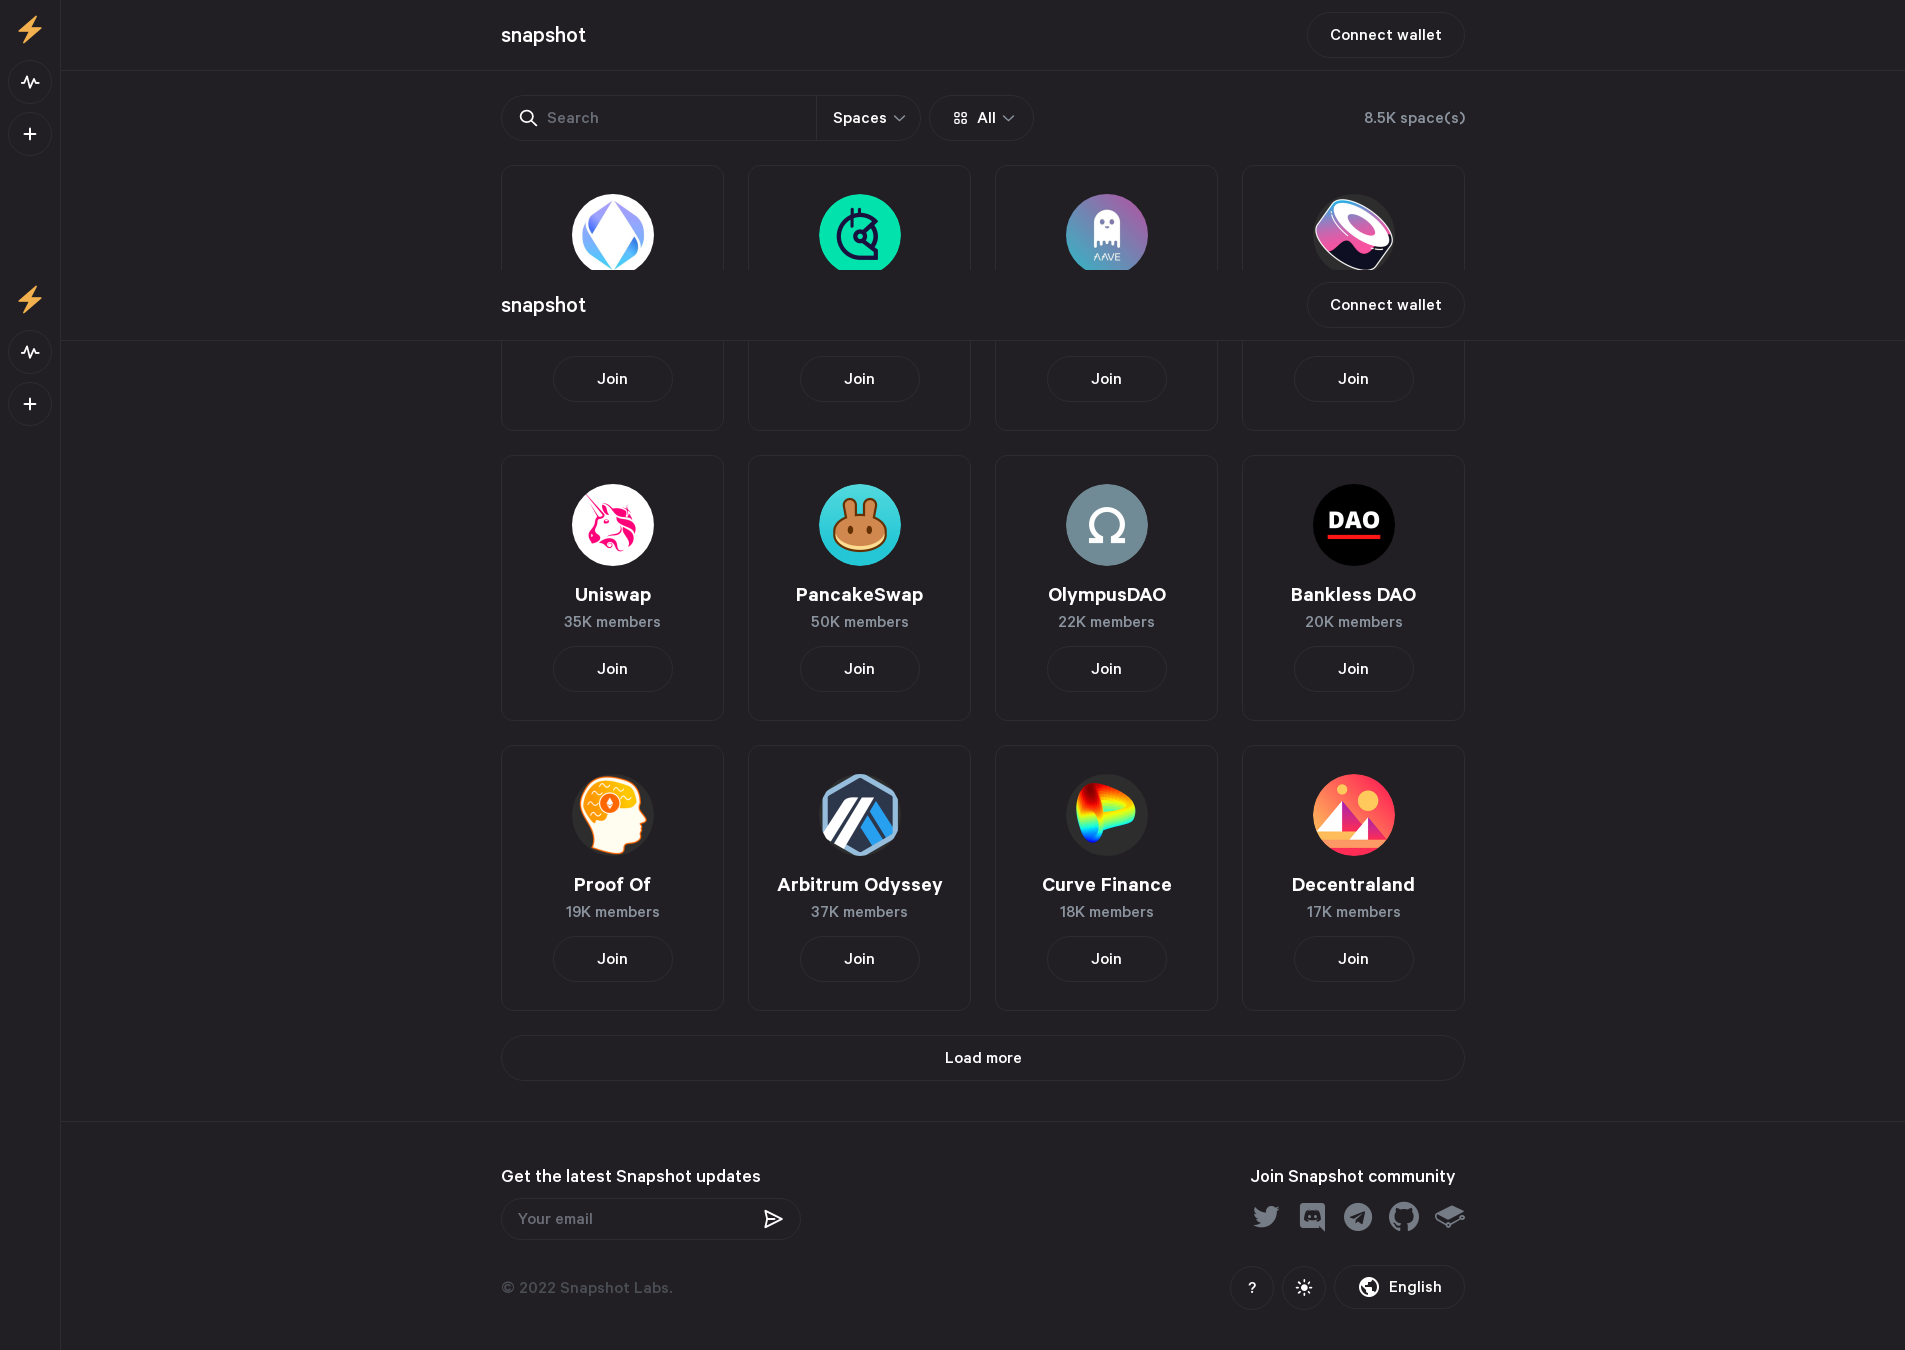 snapshot
Connect wallet
Search
Spaces
All
8.5K space(s)
AAVE
snapshot
Connect wallet
Join
Join
Join
Join
DAO
Uniswap
PancakeSwap
OlympusDAO
Bankless DAO
35K members
50K members
22K members
20K members
Join
Join
Join
Join
Proof Of
Arbitrum Odyssey
Curve Finance
Decentraland
19K members
37K members
18K members
17K members
Join
Join
Join
Join
Load more
Get the latest Snapshot updates
Join Snapshot community
Your email
© 2022 Snapshot Labs.
?
English